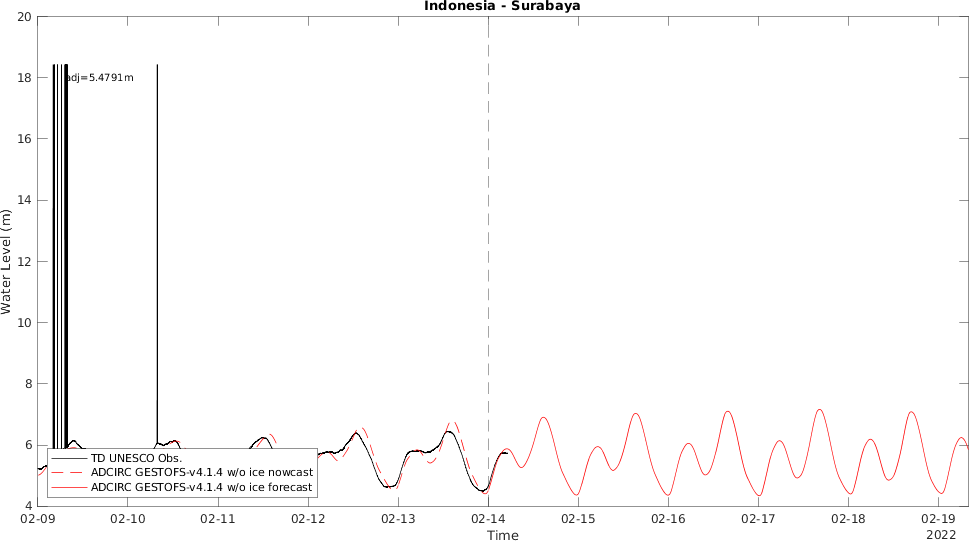 Indonesia - Surabaya
20
18
16
14
12
10
8
6
4
Water Level (m)
adj=5.4791m
TD UNESCO Obs.
ADCIRC GESTOFS-v4.1.4 w/o ice nowcast
ADCIRC GESTOFS-v4.1.4 w/o ice forecast
02-09 02-10 02-11 02-12 02-13 02-14 02-15 02-16 02-17 02-18 02-19
Time
2022